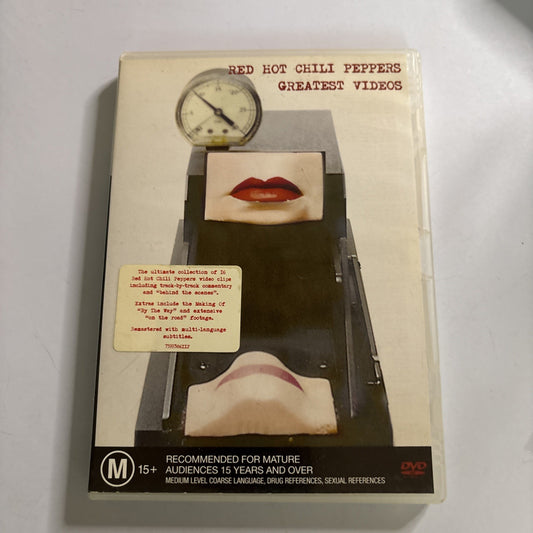 RED HOT CHILI PEPPERS
GREATEST VIDEOS
The ultimate collection of 16
Red Hot Chili Peppers video clips
including track-by-track commentary
and "behind the scenes".
Extras include the Making Of
"By The Way" and extensive
"on the road" footage.
Remastered with multi-language
subtitles.
M 15+
RECOMMENDED FOR MATURE
AUDIENCES 15 YEARS AND OVER
MEDIUM LEVEL COARSE LANGUAGE, DRUG REFERENCES, SEXUAL REFERENCES
DVD